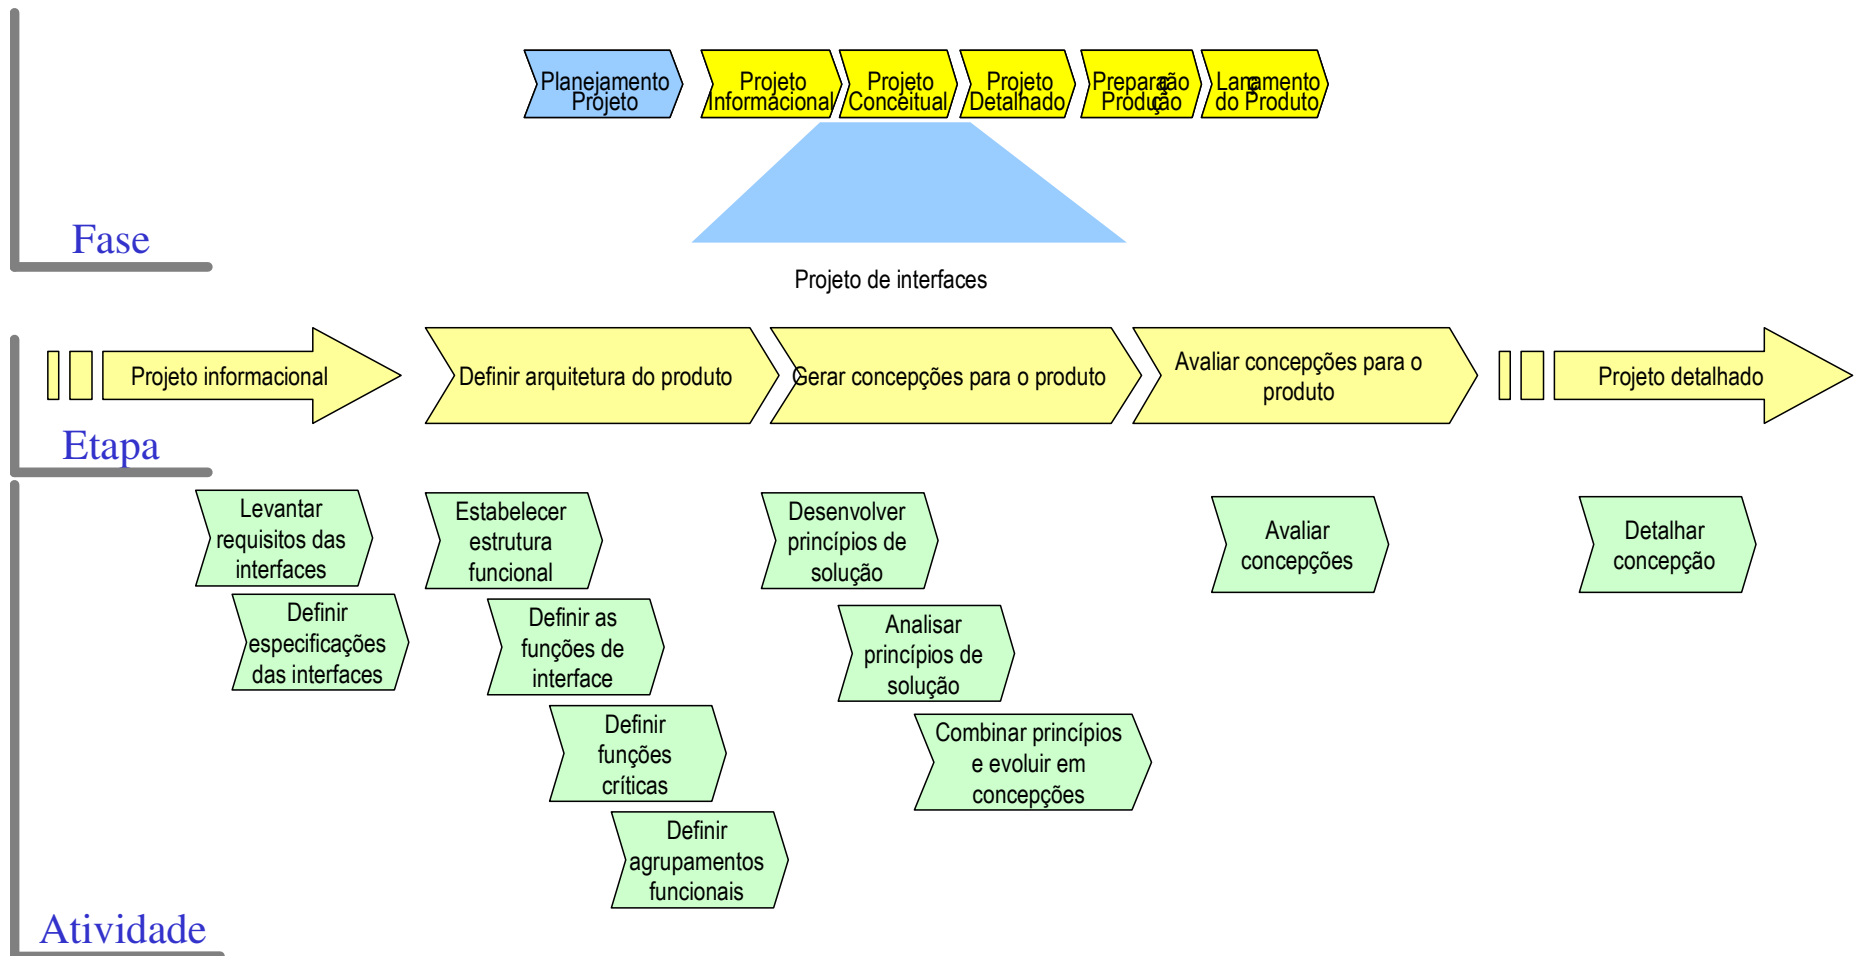 Planejamento
Projeto
Projeto
Informacional
Projeto
Conceitual
Projeto
Detalhado
Preparação
Produção
Lançamento
do Produto
Fase
Projeto de interfaces
Projeto informacional
Definir arquitetura do produto
Gerar concepções para o produto
Avaliar concepções para o
produto
Projeto detalhado
Etapa
Levantar
requisitos das
interfaces
Definir
especificações
das interfaces
Estabelecer
estrutura
funcional
Definir as
funções de
interface
Definir
funções
críticas
Definir
agrupamentos
funcionais
Desenvolver
princípios de
solução
Analisar
princípios de
solução
Combinar princípios
e evoluir em
concepções
Avaliar
concepções
Detalhar
concepção
Atividade